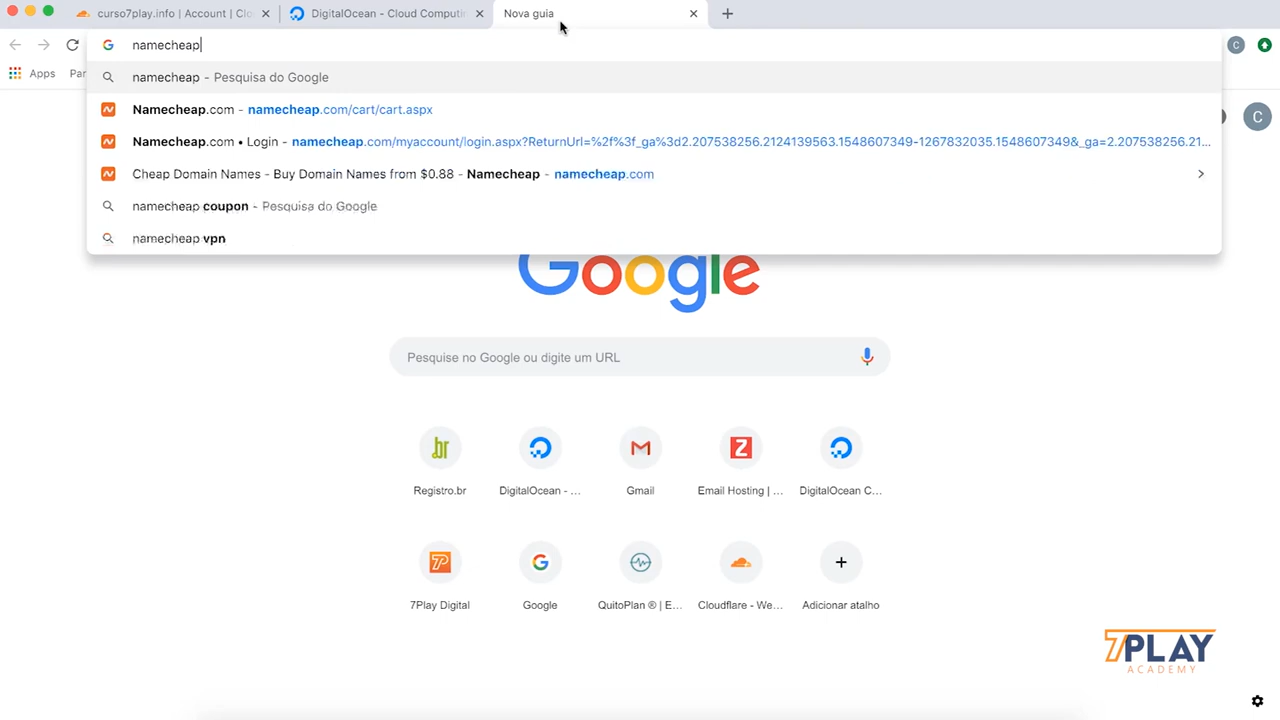 curso7play.info | Account | Clo
DigitalOcean - Cloud Computin
Nova guia
namecheap
C
Apps
Par
namecheap - Pesquisa do Google
Namecheap.com - namecheap.com/cart/cart.aspx
Namecheap.com • Login - namecheap.com/myaccount/login.aspx?ReturnUrl=%2f%3f_ga%3d2.207538256.2124139563.1548607349-1267832035.1548607349&_ga=2.207538256.21...
Cheap Domain Names - Buy Domain Names from $0.88 - Namecheap - namecheap.com
namecheap coupon - Pesquisa do Google
namecheap vpn
C
Google
Pesquise no Google ou digite um URL
Registro.br
DigitalOcean - ...
Gmail
Email Hosting | ...
DigitalOcean C...
7Play Digital
Google
QuitoPlan ® | E...
Cloudflare - We...
Adicionar atalho
7PLAY
ACADEMY